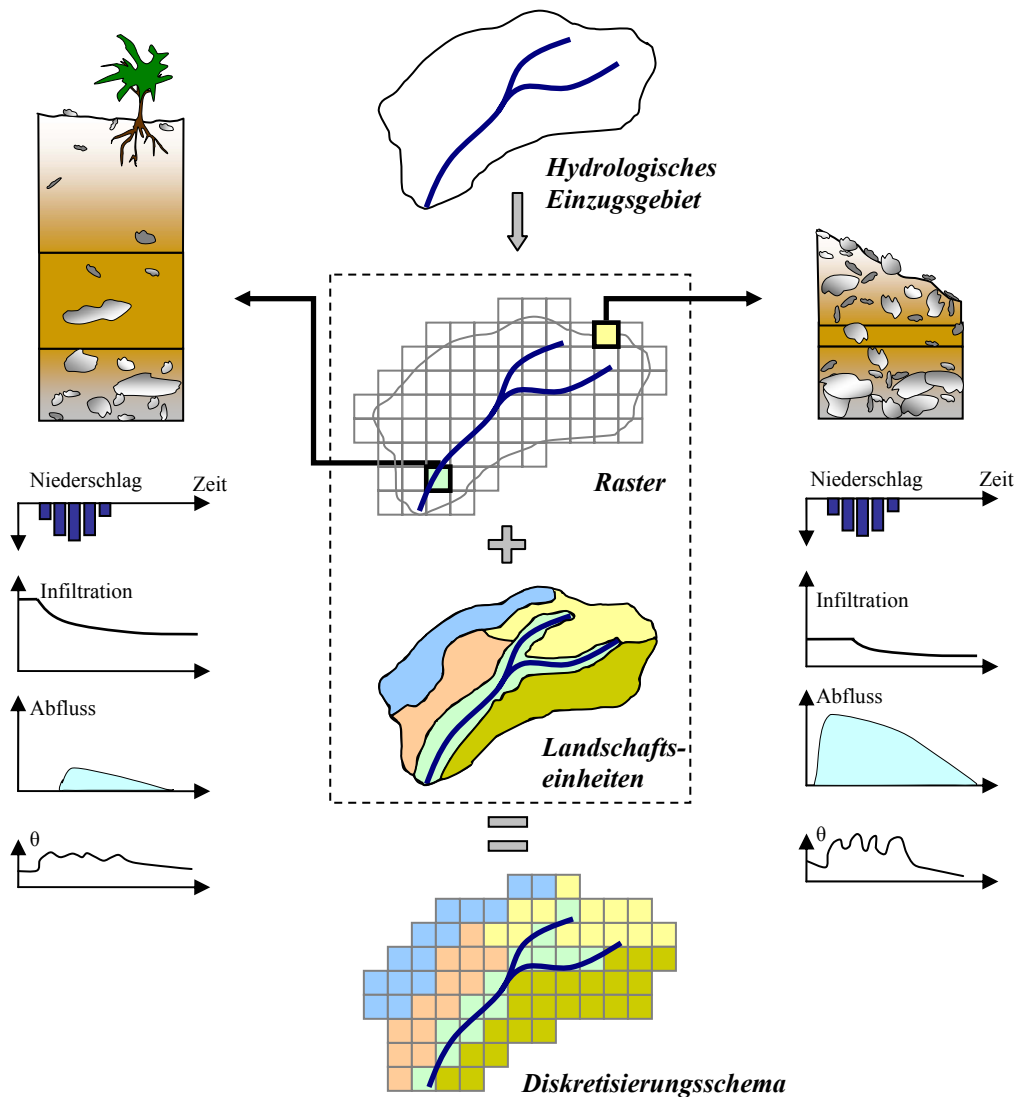 Hydrologisches
Einzugsgebiet
Raster
Niederschlag Zeit
Infiltration
Abfluss
θ
Niederschlag Zeit
Infiltration
Abfluss
θ
Landschafts-
einheiten
Diskretisierungsschema